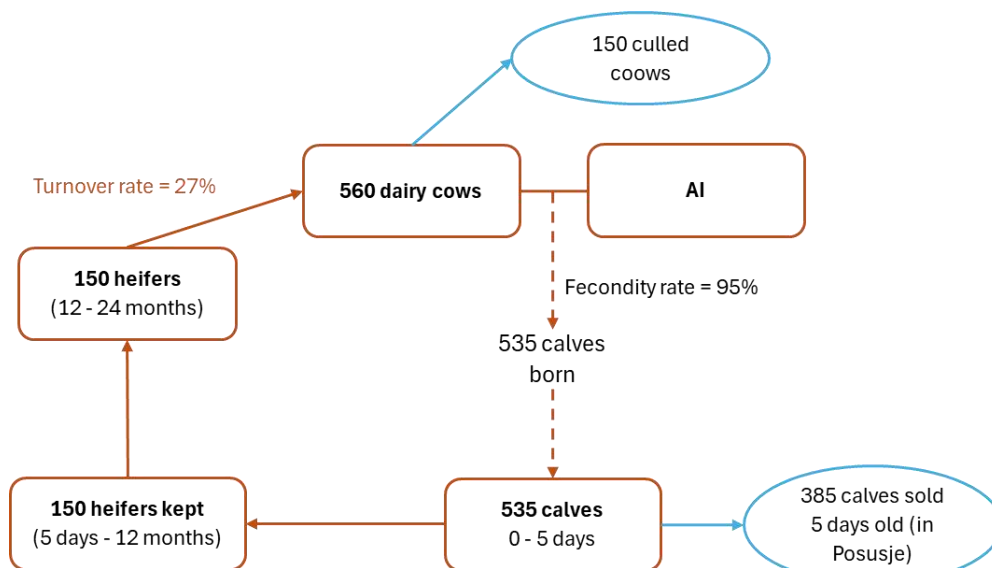 150 culled
coows
Turnover rate = 27%
560 dairy cows
AI
150 heifers
(12 - 24 months)
Fecondity rate = 95%
535 calves
born
150 heifers kept
(5 days - 12 months)
535 calves
0 - 5 days
385 calves sold
5 days old (in
Posusje)